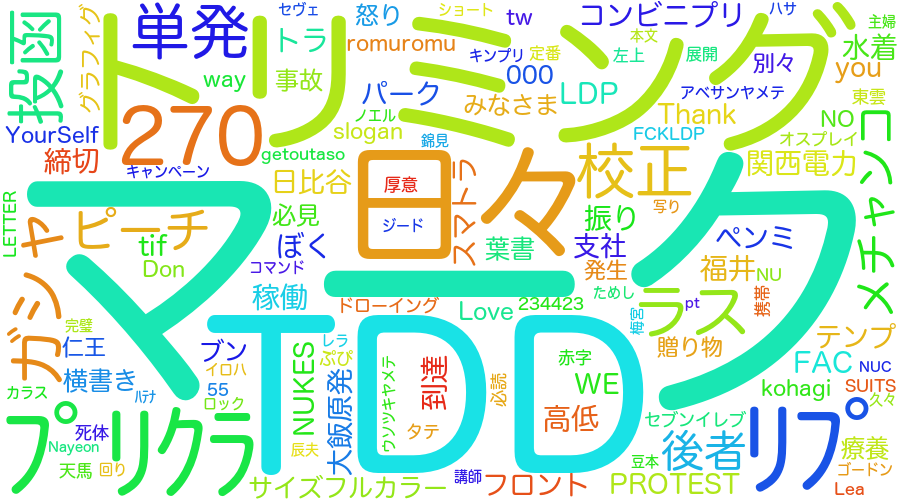 投函
単発
トリミング
セヴェ
怒り
ショート
tw
コンビニプリ
ハサ
主婦
グラフィグ
トラ
romuromu
キンプリ
定番
本文
左上
展開
水着
270
way
事故
パーク
000
別々
you
アベサンヤメテ
東雲
ノエル
みなさま
LDP
YourSelf
slogan
Thank
NO
FCKLDP
オスプレイ
締切
getoutaso
錦見
キャンペーン
日比谷
厚意
日々
スマトラ
校正
関西電力
メチャンコ
LETTER
ガシャ
ピーチ
必見
ジード
葉書
振り
写り
マーク
tif
Don
ぼく
コマンド
支社
ペンミ
発生
福井
NU
稼働
ドローイング
Love
234423
ためし
ラス
pt
携帯
梅宮
完璧
仁王
ブン
レラ
ぷぴ
TDD
赤字
贈り物
テンプ
横書き
イロハ
NUKES
大飯原発
ウソツキヤメテ
到達
必読
WE
FAC
NUC
カラス
ハテナ
55
ロック
高低
kohagi
SUITS
久々
プリクラ
死体
Nayeon
天馬
回り
辰夫
タテ
セブンイレブ
リプ
後者
療養
サイズフルカラー
講師
フロント
豆本
PROTEST
ゴードン
Lea